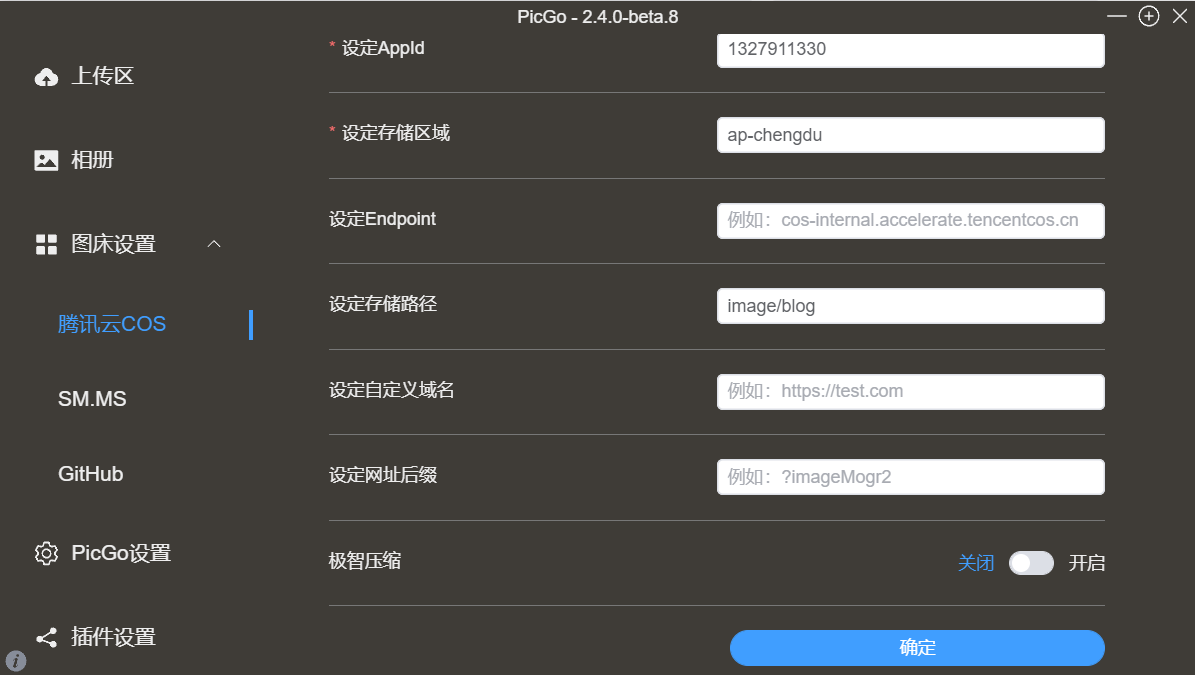 PicGo - 2.4.0-beta.8
上传区
相册
图床设置
腾讯云COS
SM.MS
GitHub
PicGo设置
插件设置
* 设定AppId
1327911330
* 设定存储区域
ap-chengdu
设定Endpoint
例如：cos-internal.accelerate.tencentcos.cn
设定存储路径
image/blog
设定自定义域名
例如：https://test.com
设定网址后缀
例如：?imageMogr2
极智压缩
关闭 开启
确定